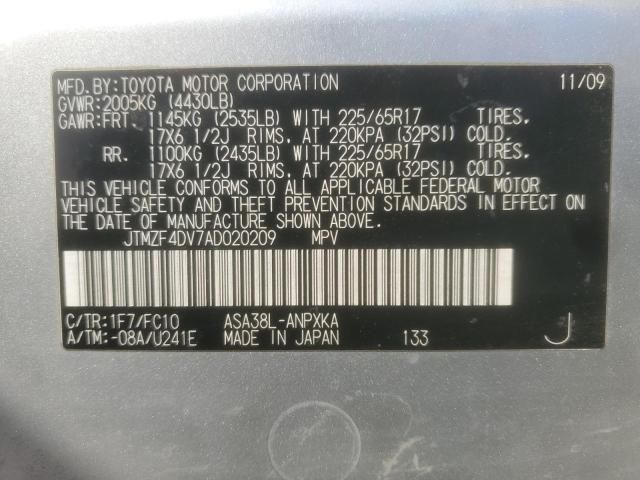 MFD.BY:TOYOTA MOTOR CORPORATION 11/09
GVWR:2005KG (4430LB)
GAWR:FRT. 1145KG (2535LB) WITH 225/65R17 TIRES.
17X6 1/2J RIMS, AT 220KPA (32PSI) COLD.
RR. 1100KG (2435LB) WITH 225/65R17 TIRES.
17X6 1/2J RIMS, AT 220KPA (32PSI) COLD.
THIS VEHICLE CONFORMS TO ALL APPLICABLE FEDERAL MOTOR
VEHICLE SAFETY AND THEFT PREVENTION STANDARDS IN EFFECT ON
THE DATE OF MANUFACTURE SHOWN ABOVE.
JTMZF4DV7AD020209 MPV
C/TR:1F7/FC10 ASA38L-ANPXKA
A/TM:-08A/U241E MADE IN JAPAN 133 J